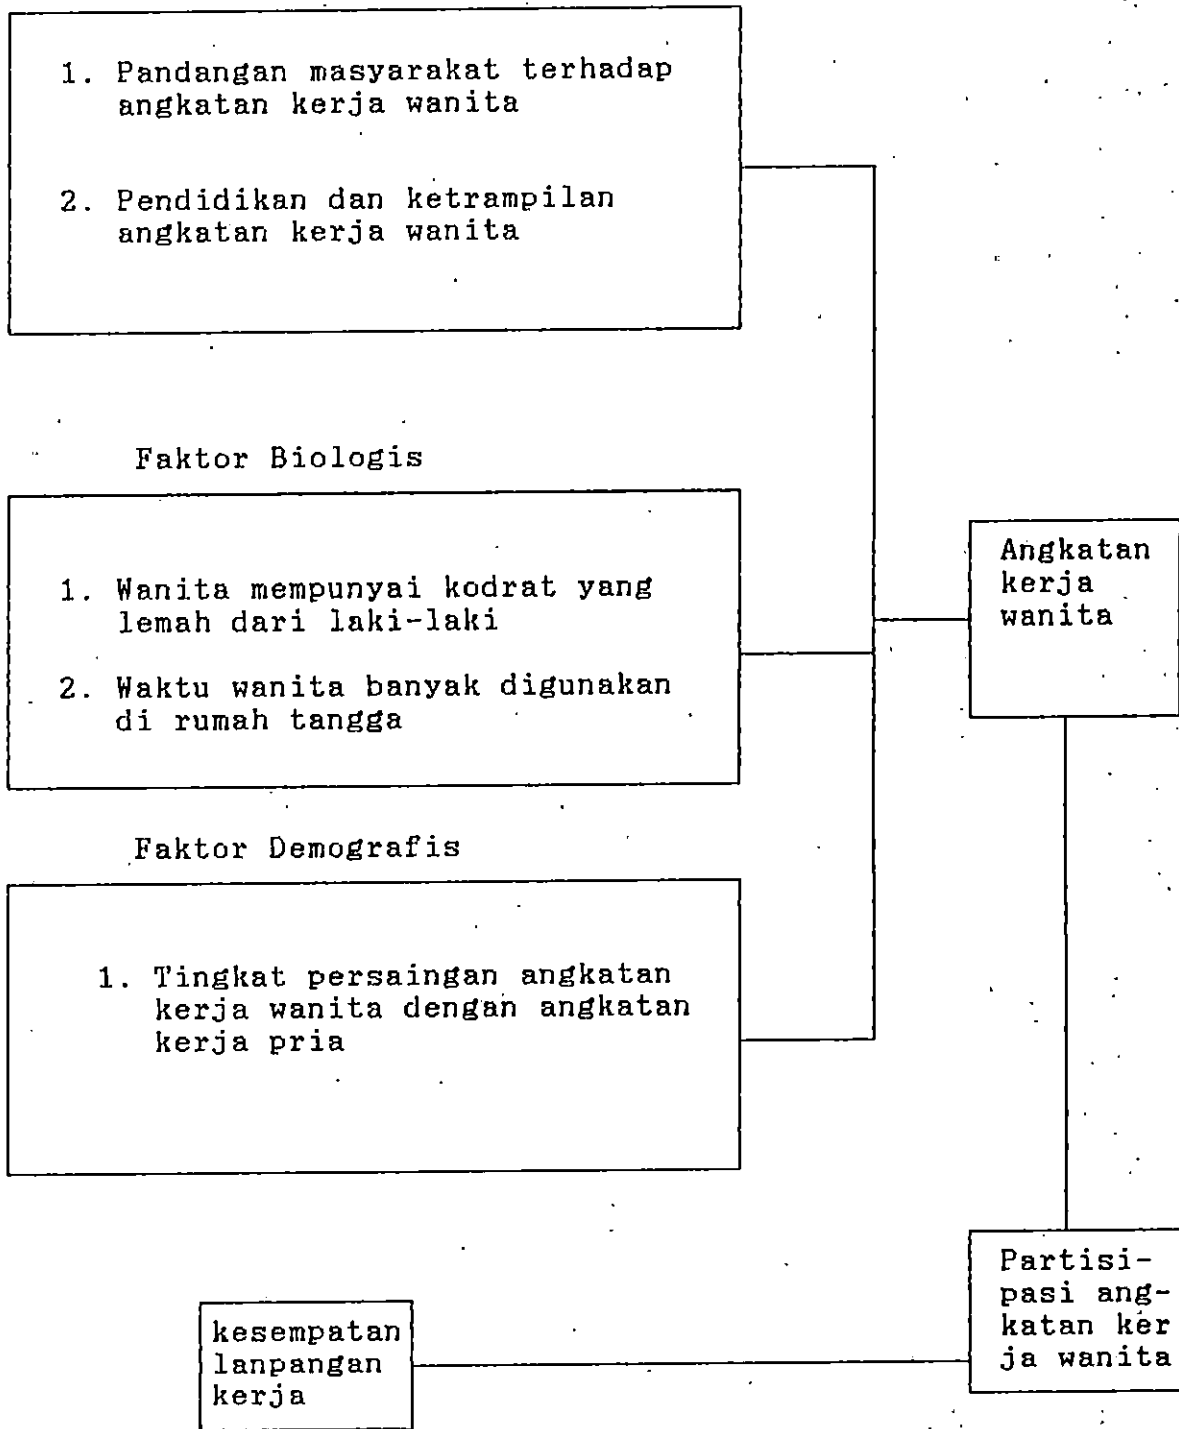 1. Pandangan masyarakat terhadap
angkatan kerja wanita
2. Pendidikan dan ketrampilan
angkatan kerja wanita
Faktor Biologis
1. Wanita mempunyai kodrat yang
lemah dari laki-laki
2. Waktu wanita banyak digunakan
di rumah tangga
Faktor Demografis
1. Tingkat persaingan angkatan
kerja wanita dengan angkatan
kerja pria
Angkatan
kerja
wanita
Partisi-
pasi ang-
katan ker
ja wanita
kesempatan
lanpangan
kerja